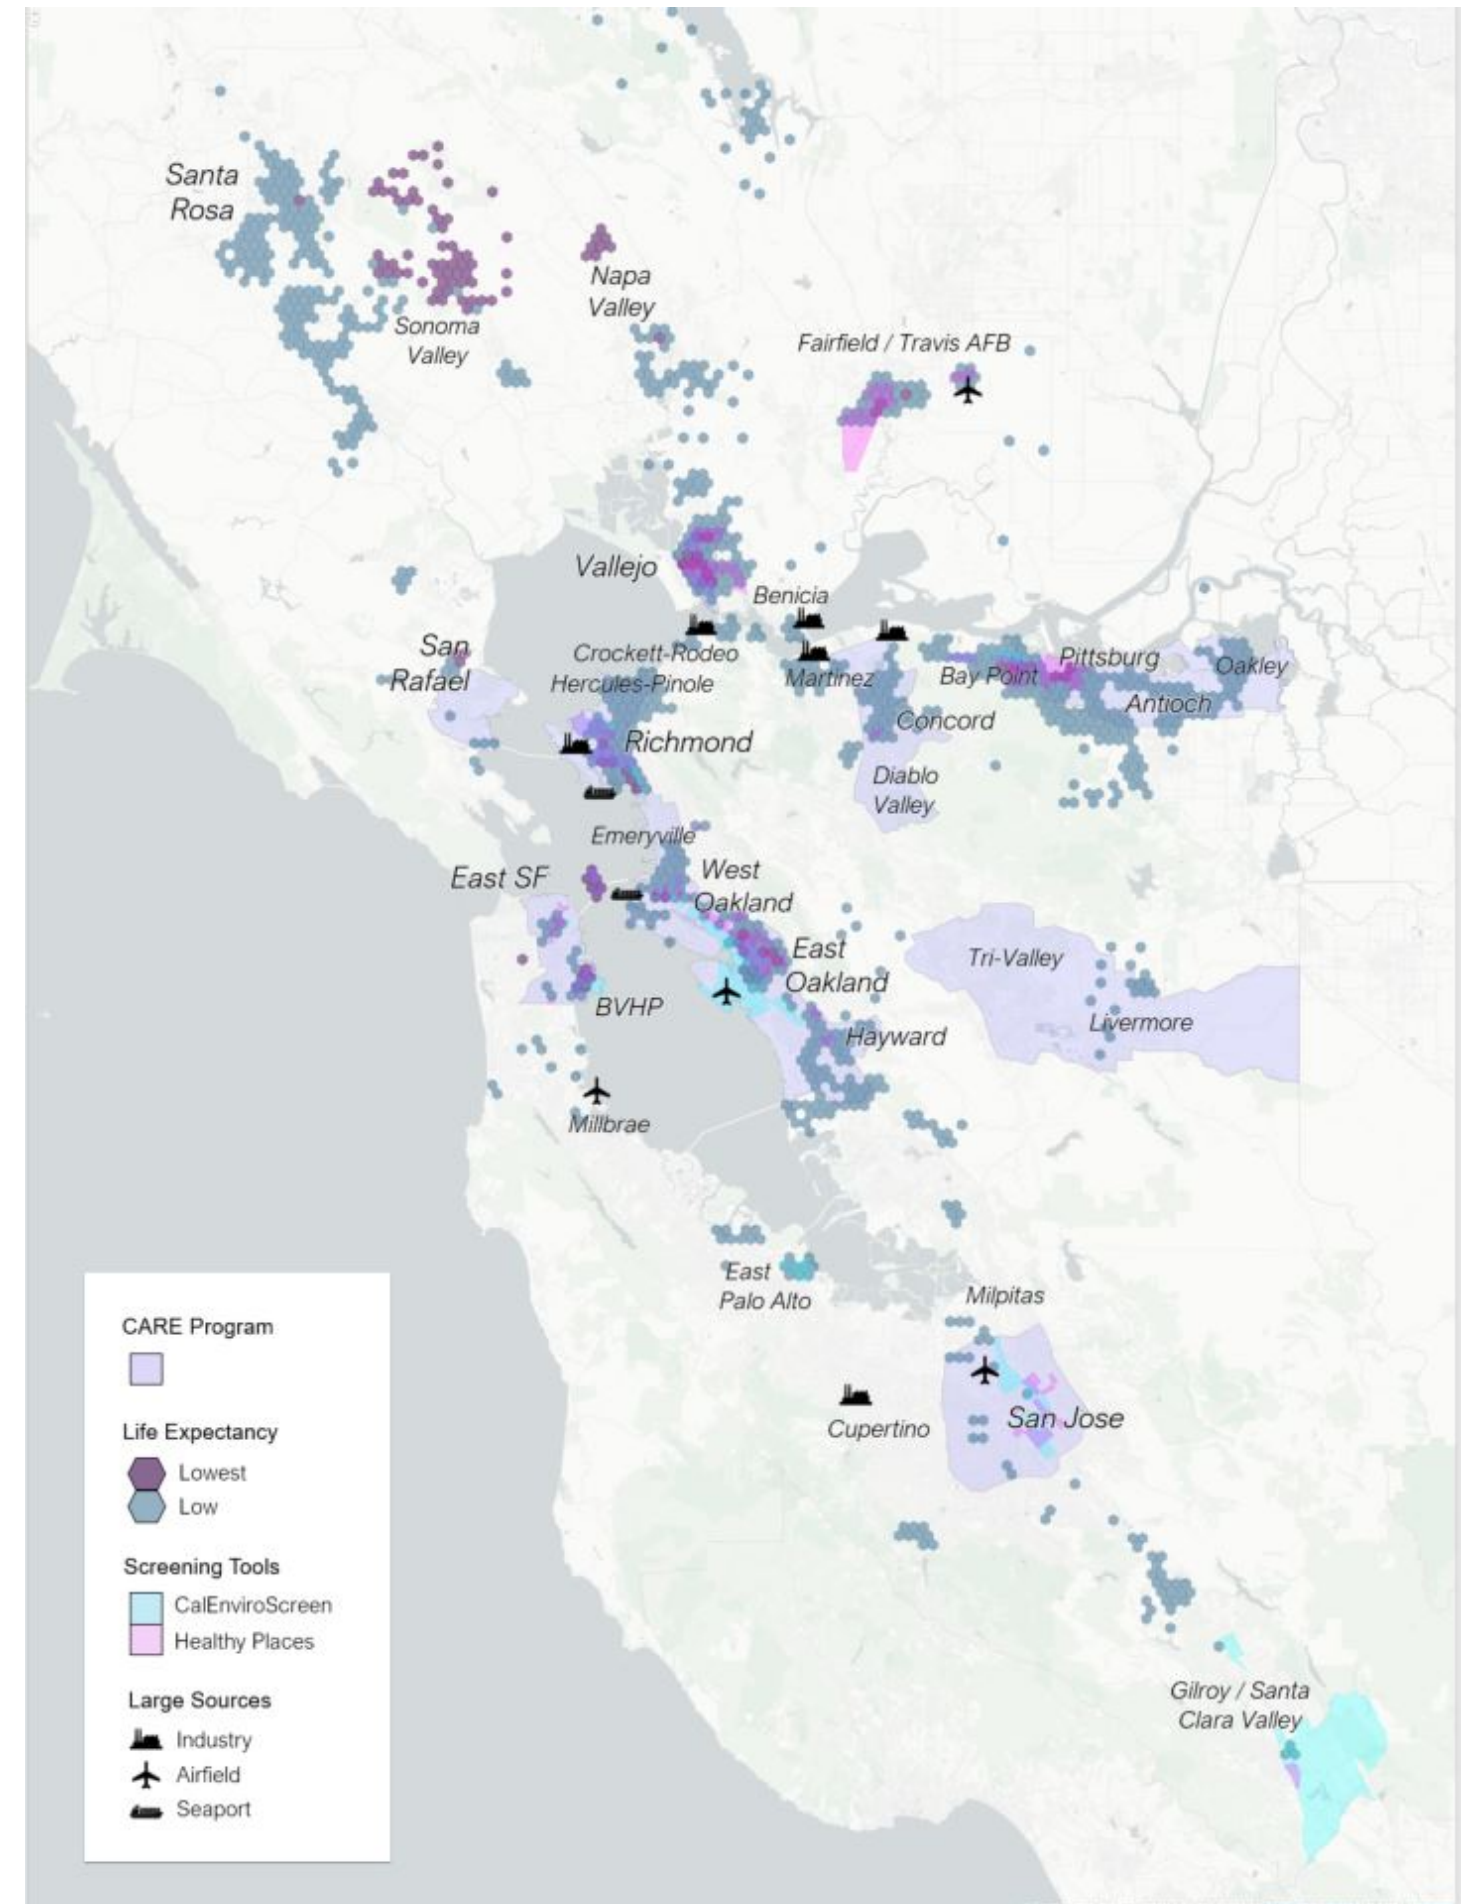 Santa
Rosa
Napa
Valley
Sonoma
Valley
Fairfield / Travis AFB
Vallejo
Benicia
San
Rafael
Crockett-Rodeo
Hercules-Pinole
Martinez
Bay Point
Pittsburg
Oakley
Antioch
Concord
Richmond
Diablo
Valley
Emeryville
East SF
West
Oakland
East
Oakland
Tri-Valley
BVHP
Livermore
Hayward
Millbrae
East
Palo Alto
Milpitas
San Jose
Cupertino
Gilroy / Santa
Clara Valley
CARE Program
Life Expectancy
Lowest
Low
Screening Tools
CalEnviroScreen
Healthy Places
Large Sources
Industry
Airfield
Seaport